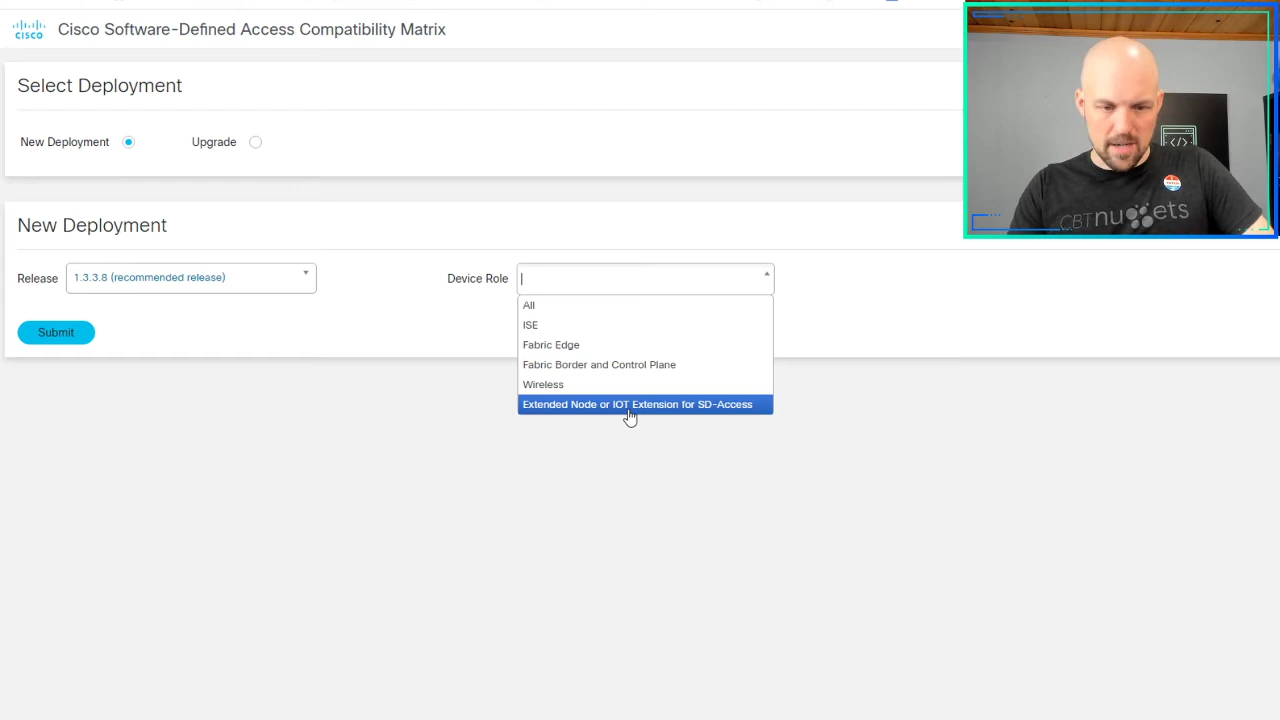 CISCO
Cisco Software-Defined Access Compatibility Matrix
Select Deployment
New Deployment
Upgrade
New Deployment
Release
1.3.3.8 (recommended release)
Device Role
All
ISE
Fabric Edge
Fabric Border and Control Plane
Wireless
Extended Node or IOT Extension for SD-Access
Submit
</>
CBTnuggets